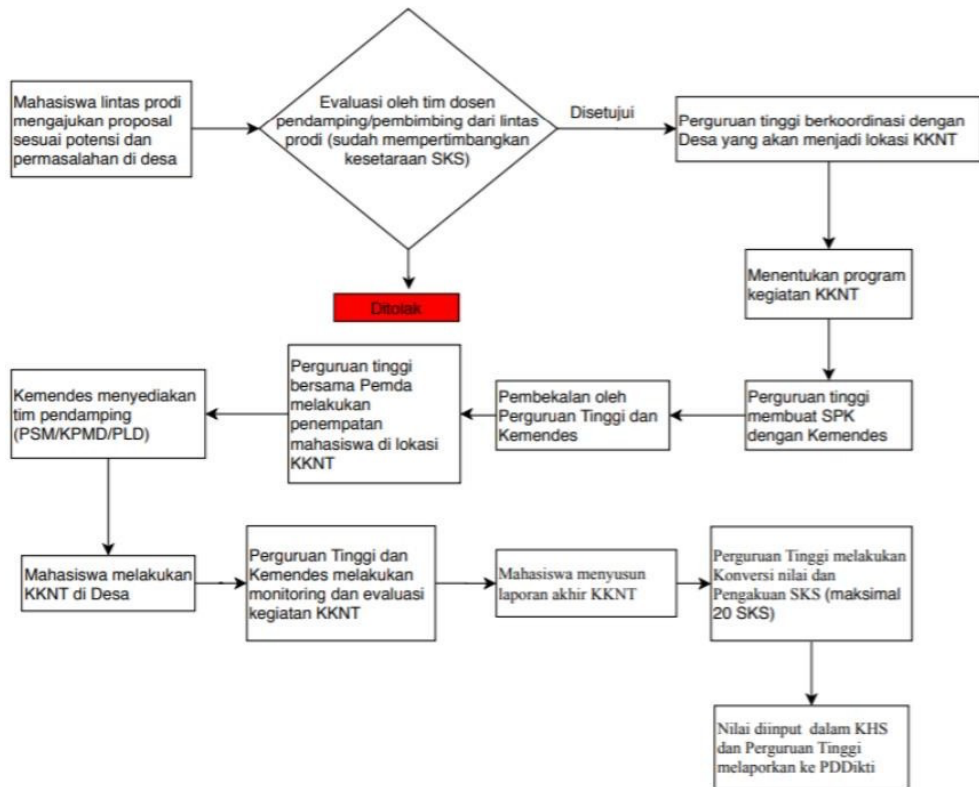 Mahasiswa lintas prodi
mengajukan proposal
sesuai potensi dan
permasalahan di desa
Evaluasi oleh tim dosen
pendamping/pembimbing dari lintas
prodi (sudah mempertimbangkan
kesetaraan SKS)
Disetujui
Perguruan tinggi berkoordinasi dengan
Desa yang akan menjadi lokasi KKNT
Ditolak
Menentukan program
kegiatan KKNT
Perguruan tinggi
membuat SPK
dengan Kemendes
Pembekalan oleh
Perguruan Tinggi dan
Kemendes
Perguruan tinggi
bersama Pemda
melakukan
penempatan
mahasiswa di lokasi
KKNT
Kemendes menyediakan
tim pendamping
(PSM/KPMD/PLD)
Mahasiswa melakukan
KKNT di Desa
Perguruan Tinggi dan
Kemendes melakukan
monitoring dan evaluasi
kegiatan KKNT
Mahasiswa menyusun
laporan akhir KKNT
Perguruan Tinggi melakukan
Konversi nilai dan
Pengakuan SKS (maksimal
20 SKS)
Nilai diinput dalam KHS
dan Perguruan Tinggi
melaporkan ke PDDikti